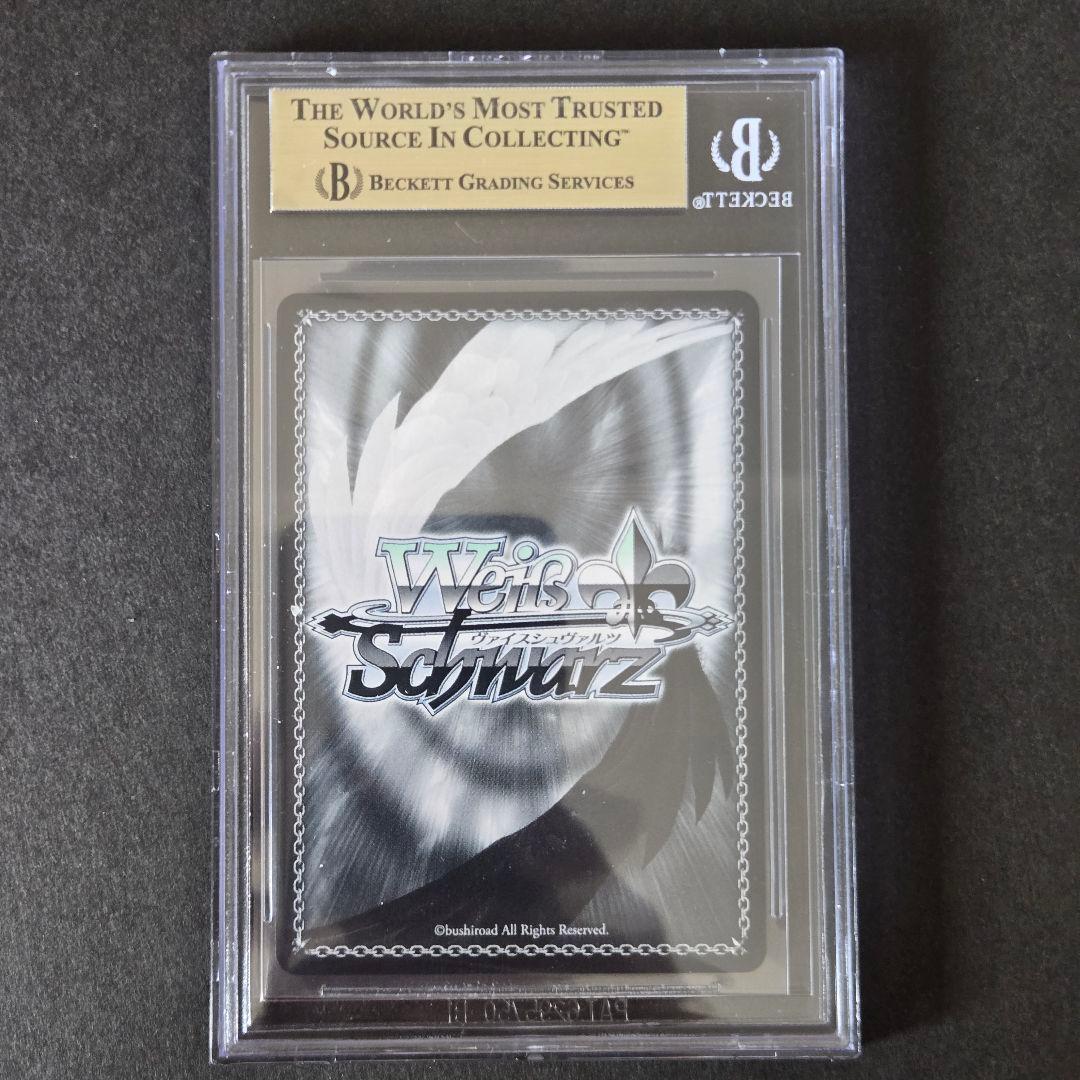 THE WORLD'S MOST TRUSTED
SOURCE IN COLLECTING™
B BECKETT GRADING SERVICES
B
BECKETT®
Weiß
ヴァイスシュヴァルツ
Schwarz
©bushiroad All Rights Reserved.